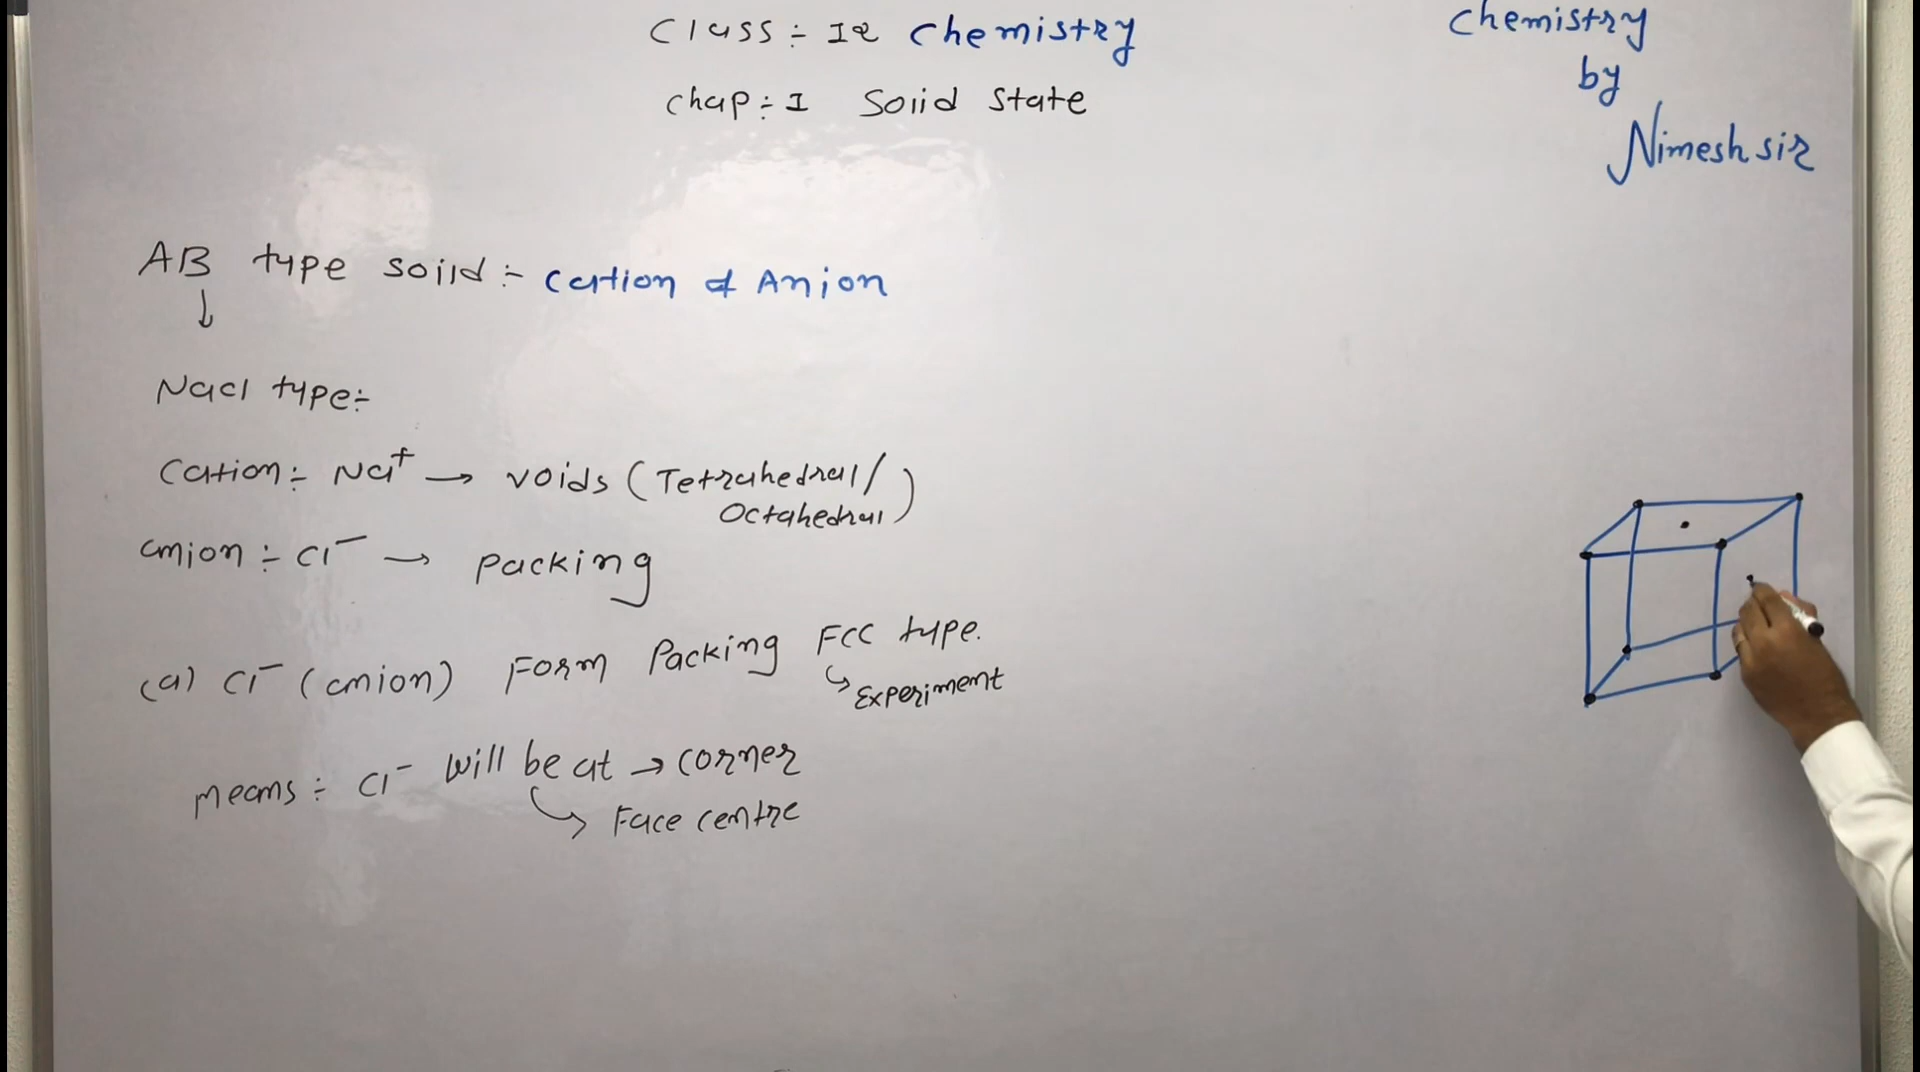 Class ÷ 12 Chemistry
Chap ÷ 1 Solid State
Chemistry
by
Nimesh sir
AB type solid :- Cation & Anion
↓
NaCl type ÷
Cation ÷ Na⁺ → voids (Tetrahedral/
Octahedral)
anion ÷ Cl⁻ → packing
(a) Cl⁻ (anion) Form Packing FCC type.
↳ Experiment
means ÷ Cl⁻ will be at → corner
↳ Face centre